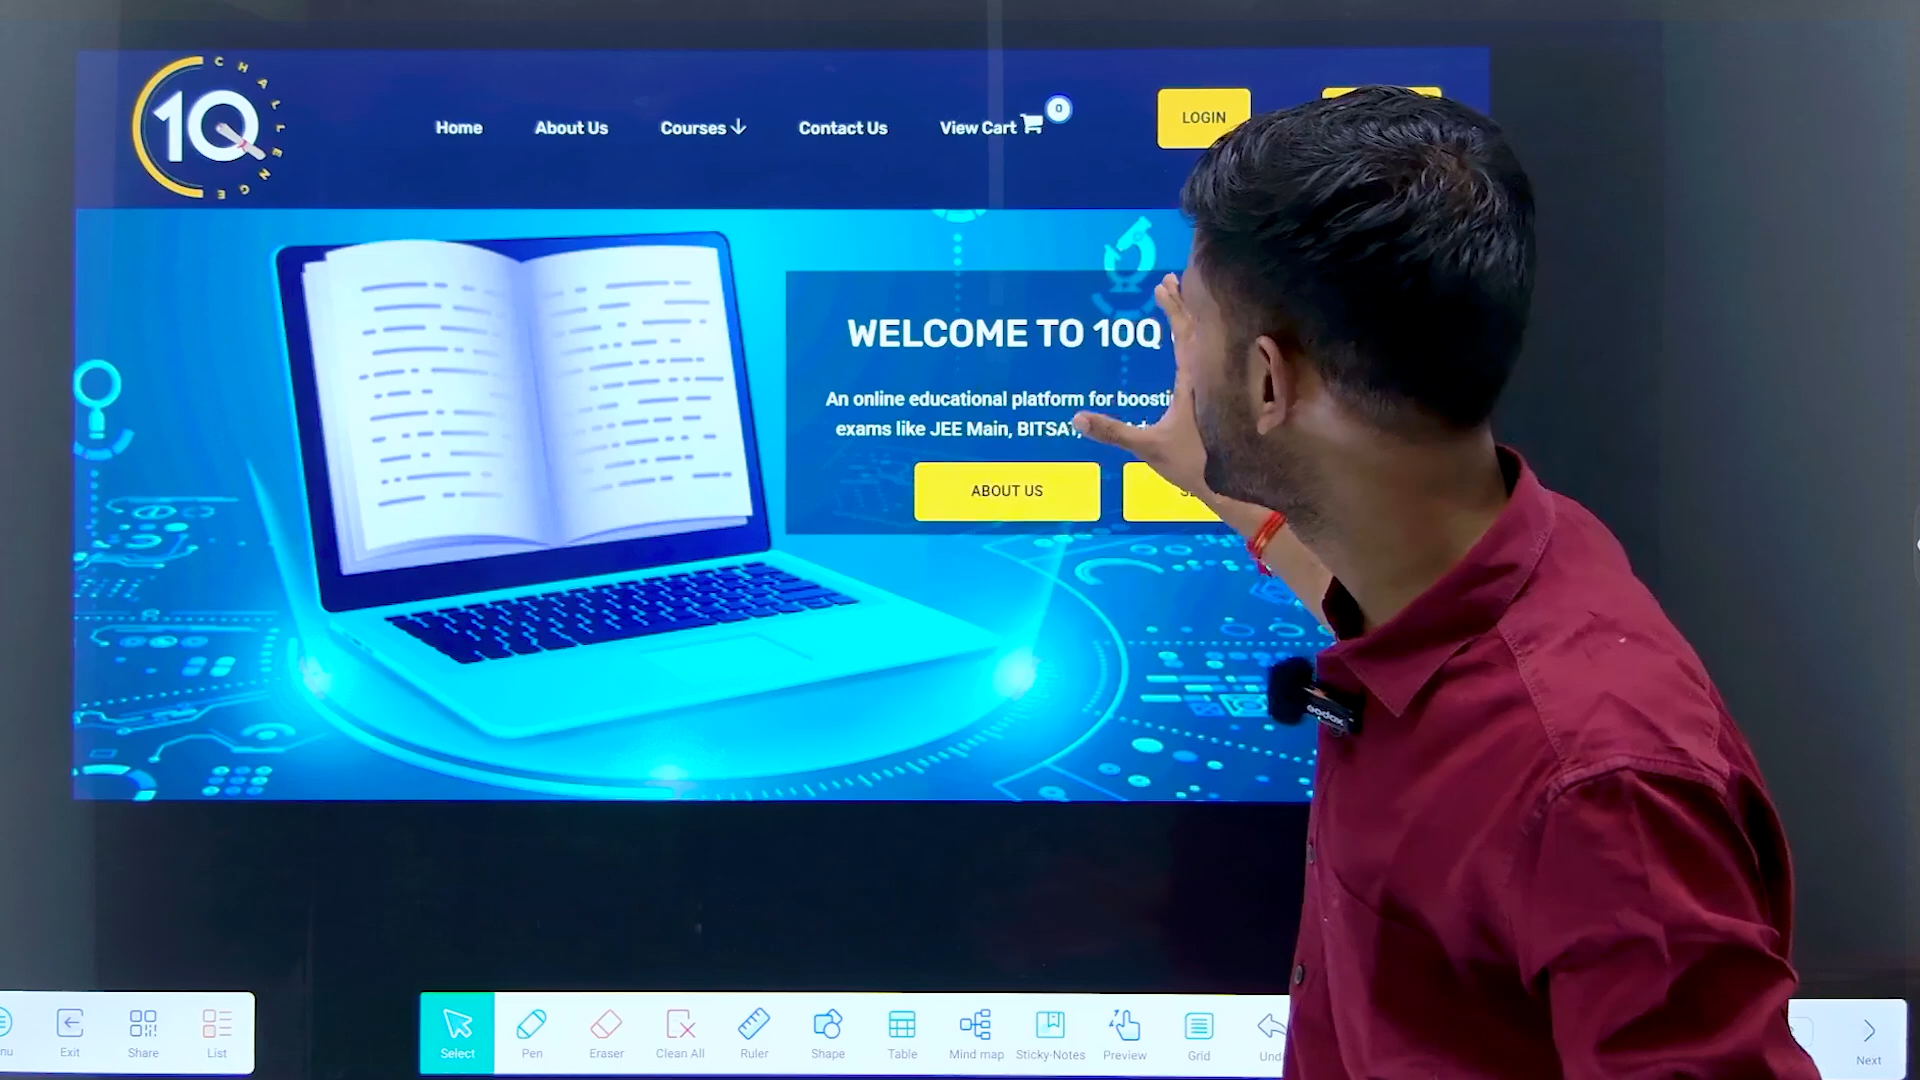 CHALLENGE
10Q
Home
About Us
Courses
Contact Us
View Cart
0
LOGIN
WELCOME TO 10Q
An online educational platform for
exams like JEE Main, BITSAT,
ABOUT US
godox
Exit
Share
List
Select
Pen
Eraser
Clean All
Ruler
Shape
Table
Mind map
Sticky-Notes
Preview
Grid
Next